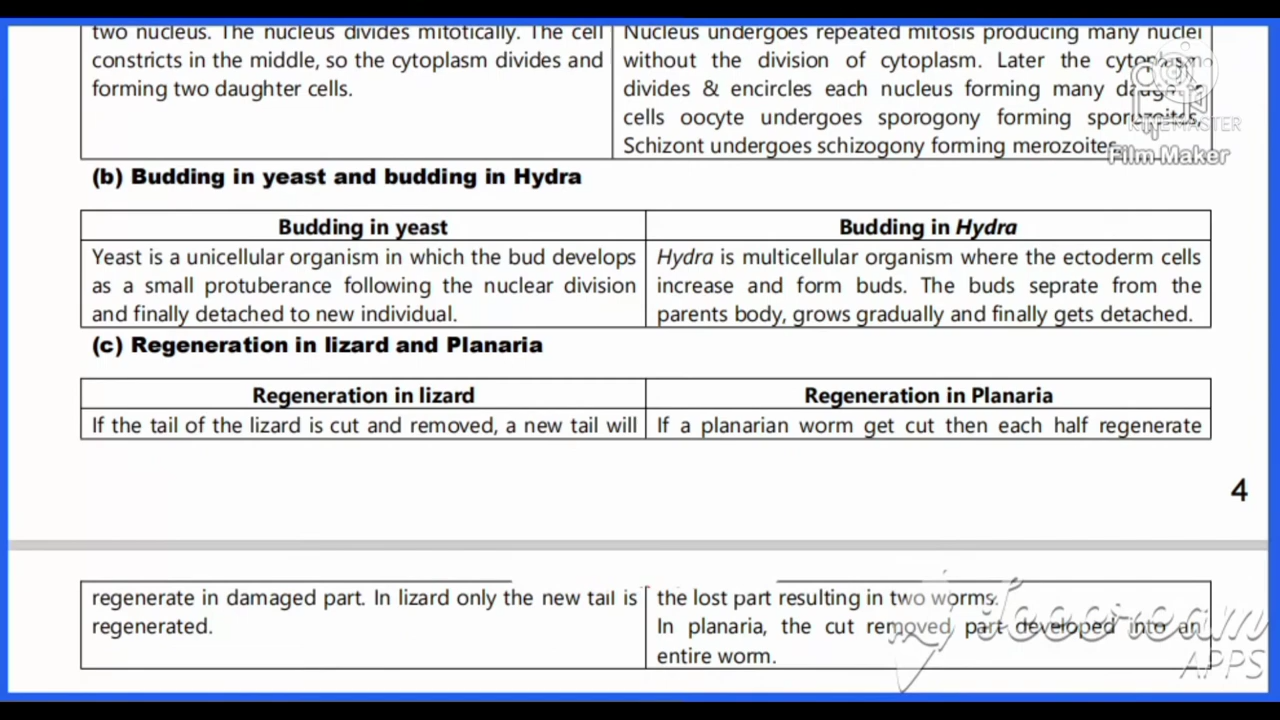 two nucleus. The nucleus divides mitotically. The cell
constricts in the middle, so the cytoplasm divides and
forming two daughter cells.
Nucleus undergoes repeated mitosis producing many nuclei
without the division of cytoplasm. Later the cytoplasm
divides & encircles each nucleus forming many daughter
cells oocyte undergoes sporogony forming sporozoites,
Schizont undergoes schizogony forming merozoites.
KINEMASTER
Film Maker
(b) Budding in yeast and budding in Hydra
Budding in yeast
Yeast is a unicellular organism in which the bud develops
as a small protuberance following the nuclear division
and finally detached to new individual.
Budding in Hydra
Hydra is multicellular organism where the ectoderm cells
increase and form buds. The buds seprate from the
parents body, grows gradually and finally gets detached.
(c) Regeneration in lizard and Planaria
Regeneration in lizard
If the tail of the lizard is cut and removed, a new tail will
Regeneration in Planaria
If a planarian worm get cut then each half regenerate
4
regenerate in damaged part. In lizard only the new tail is
regenerated.
the lost part resulting in two worms.
In planaria, the cut removed part developed into an
entire worm.
APPS